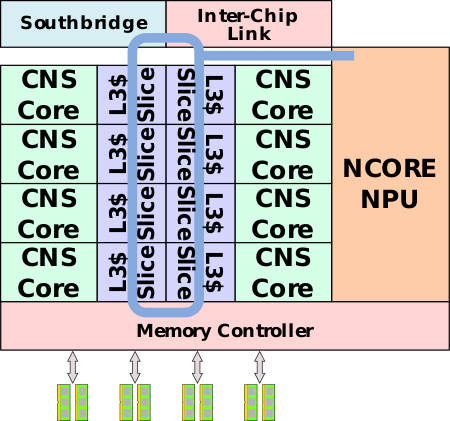 Southbridge
Inter-Chip
Link
CNS
Core
L3$
Slice
Slice
L3$
CNS
Core
CNS
Core
L3$
Slice
Slice
L3$
CNS
Core
CNS
Core
L3$
Slice
Slice
L3$
CNS
Core
CNS
Core
L3$
Slice
Slice
L3$
CNS
Core
NCORE
NPU
Memory Controller